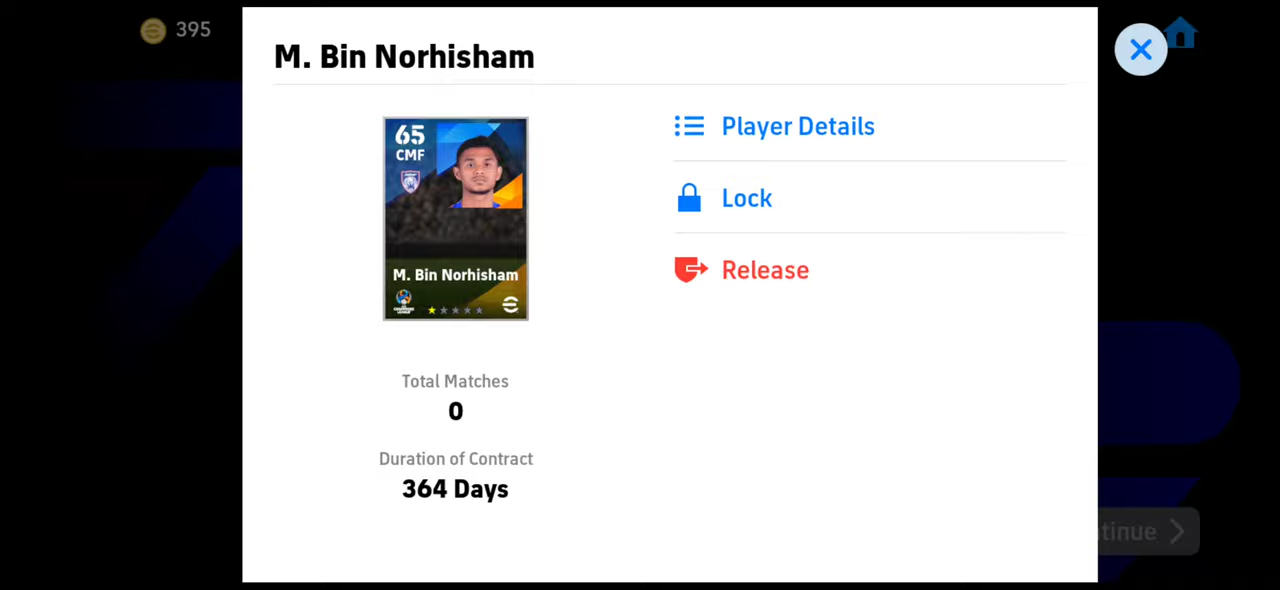 395
M. Bin Norhisham
65
CMF
M. Bin Norhisham
Total Matches
0
Duration of Contract
364 Days
Player Details
Lock
Release
tinue